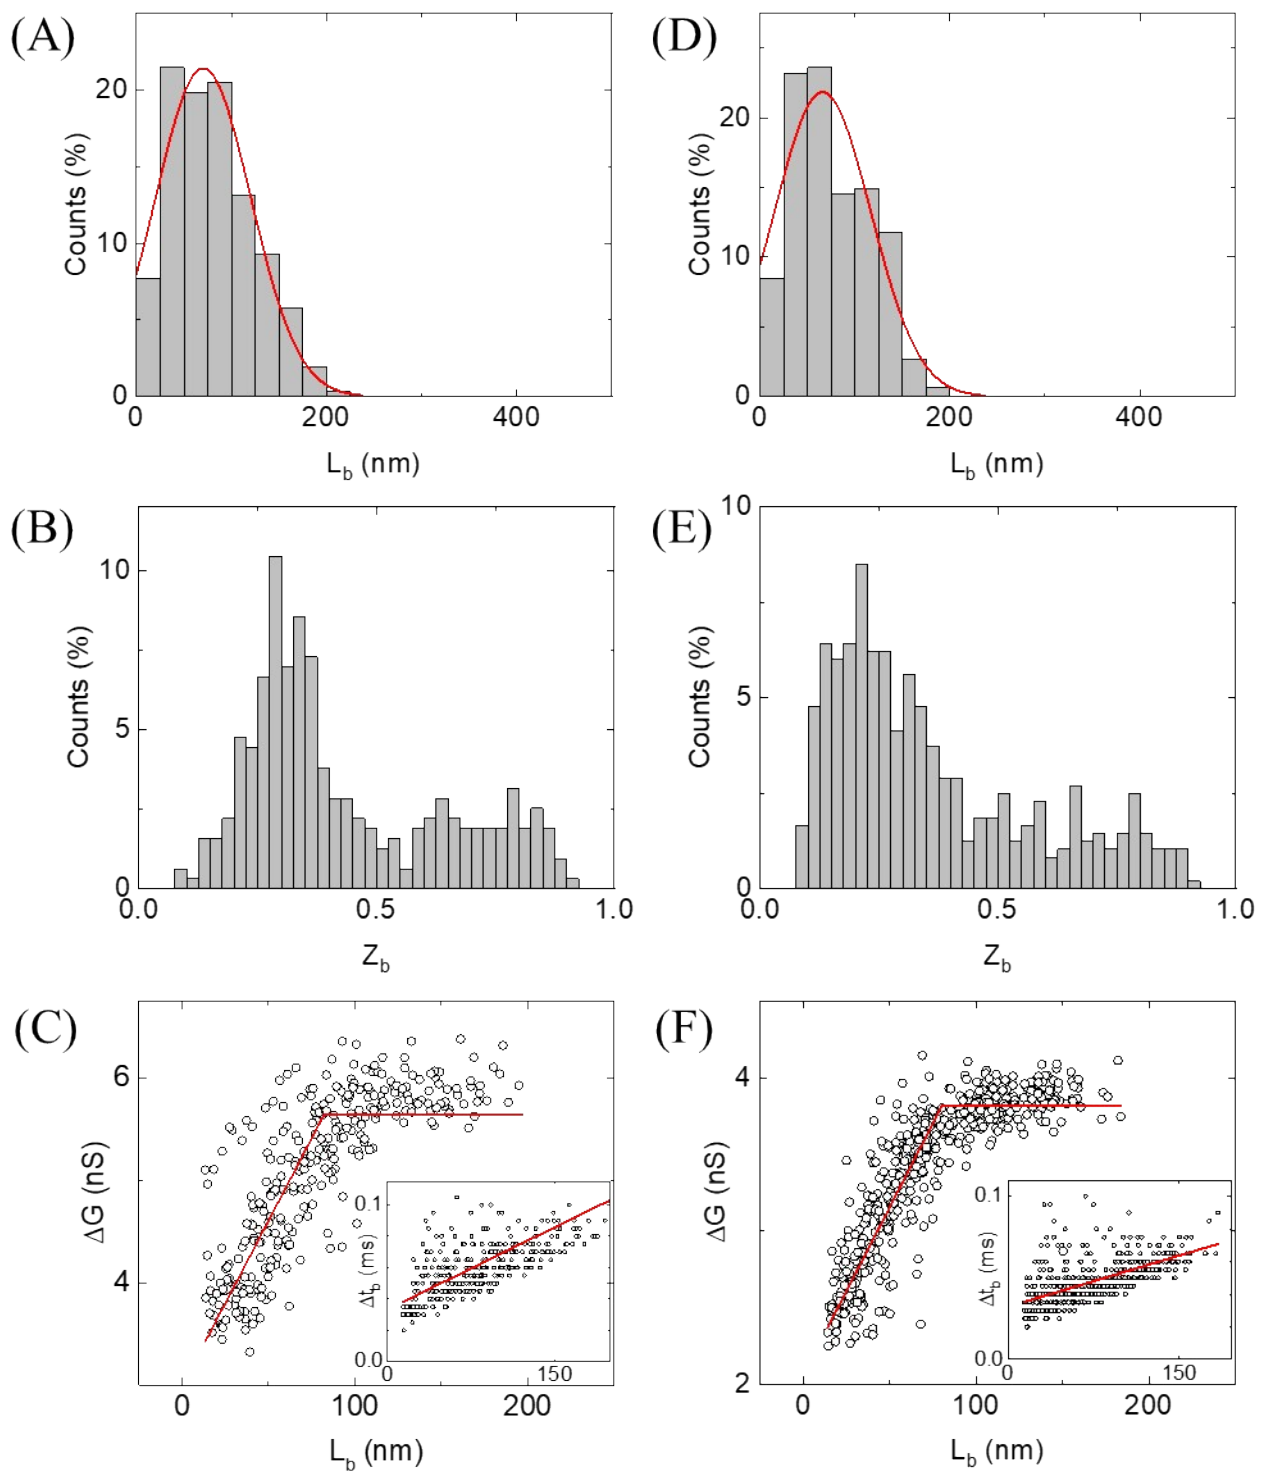 (A)
Counts (%)
20
10
0
0 200 400
L_b (nm)
(D)
Counts (%)
20
10
0
0 200 400
L_b (nm)
(B)
Counts (%)
10
5
0
0.0 0.5 1.0
Z_b
(E)
Counts (%)
10
5
0
0.0 0.5 1.0
Z_b
(C)
ΔG (nS)
6
4
0 100 200
L_b (nm)
Δt_b (ms)
0.1
0.0
0 150
(F)
ΔG (nS)
4
2
0 100 200
L_b (nm)
Δt_b (ms)
0.1
0.0
0 150